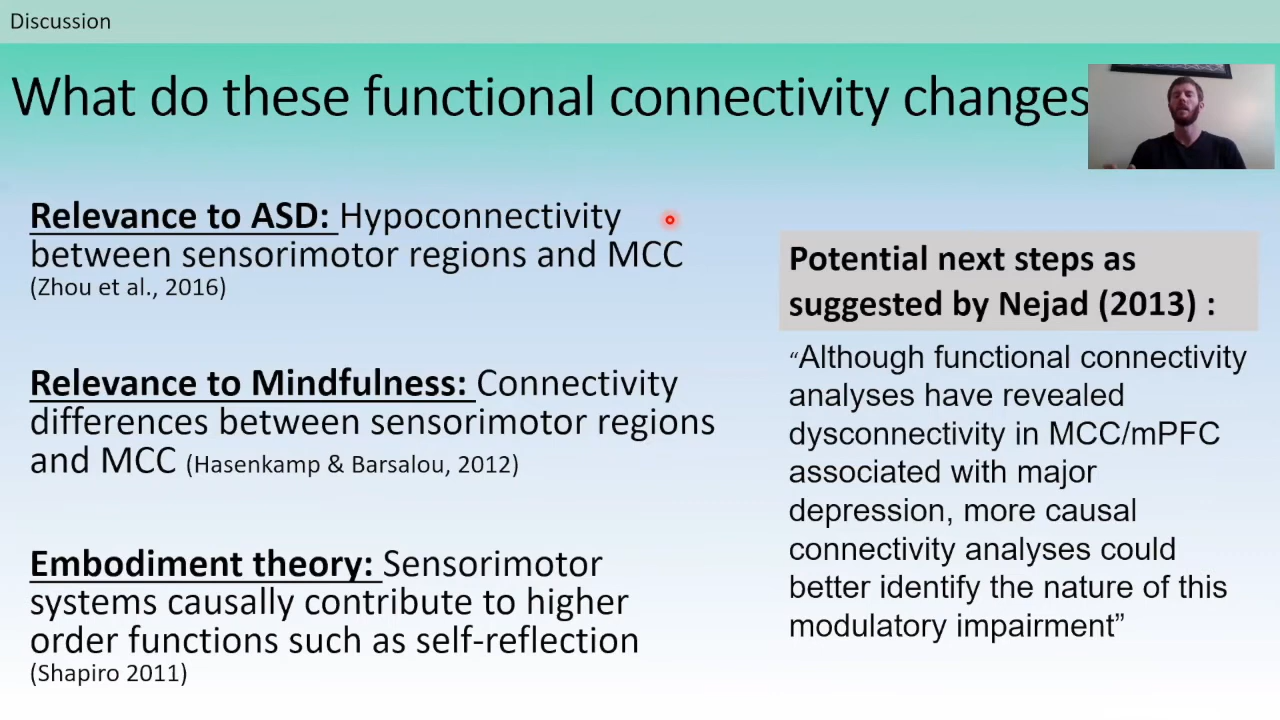 Discussion
What do these functional connectivity changes
Relevance to ASD: Hypoconnectivity
between sensorimotor regions and MCC
(Zhou et al., 2016)
Relevance to Mindfulness: Connectivity
differences between sensorimotor regions
and MCC (Hasenkamp & Barsalou, 2012)
Embodiment theory: Sensorimotor
systems causally contribute to higher
order functions such as self-reflection
(Shapiro 2011)
Potential next steps as
suggested by Nejad (2013) :
“Although functional connectivity
analyses have revealed
dysconnectivity in MCC/mPFC
associated with major
depression, more causal
connectivity analyses could
better identify the nature of this
modulatory impairment”